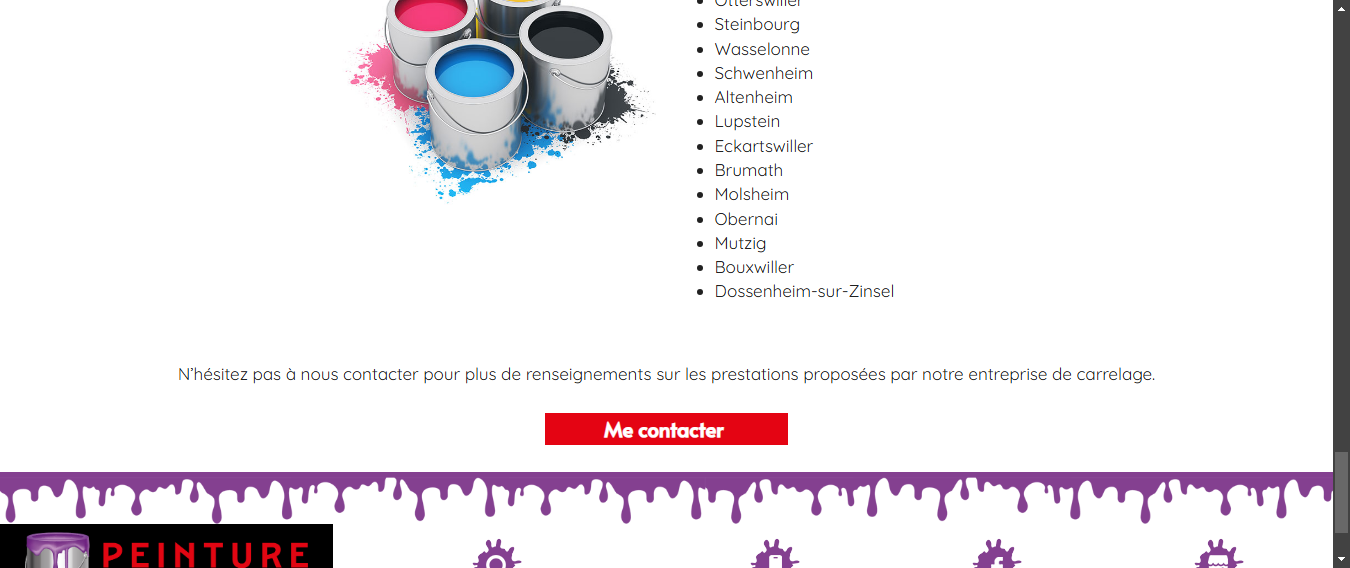 Otterswiller
Steinbourg
Wasselonne
Schwenheim
Altenheim
Lupstein
Eckartswiller
Brumath
Molsheim
Obernai
Mutzig
Bouxwiller
Dossenheim-sur-Zinsel
N'hésitez pas à nous contacter pour plus de renseignements sur les prestations proposées par notre entreprise de carrelage.
Me contacter
PEINTURE